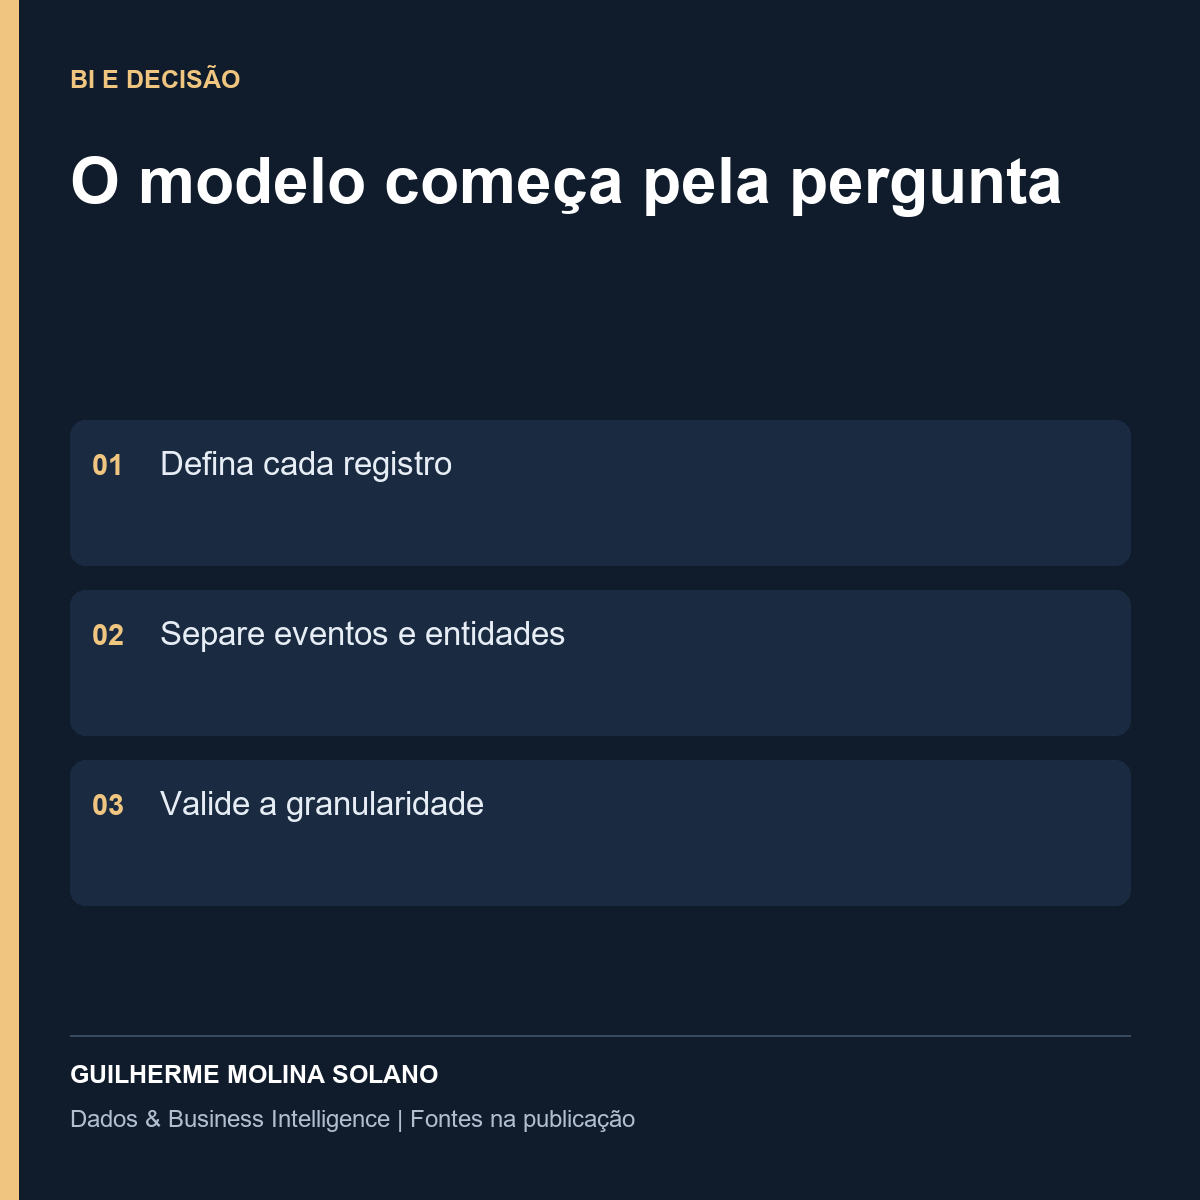 BI E DECISÃO
O modelo começa pela pergunta
01 Defina cada registro
02 Separe eventos e entidades
03 Valide a granularidade
GUILHERME MOLINA SOLANO
Dados & Business Intelligence | Fontes na publicação